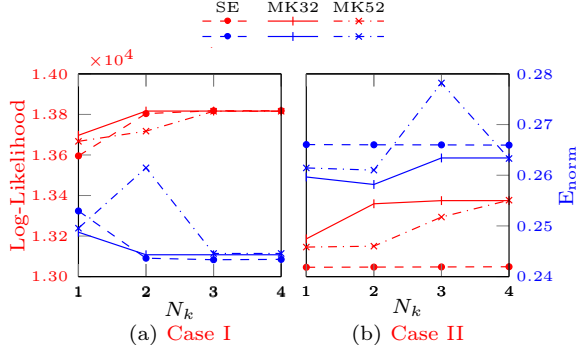 SE MK32 MK52
×10⁴
1.40
1.38
1.36
1.34
1.32
1.30
Log-Likelihood
1 2 3 4
N_k
(a) Case I
0.28
0.27
0.26
0.25
0.24
E_norm
1 2 3 4
N_k
(b) Case II